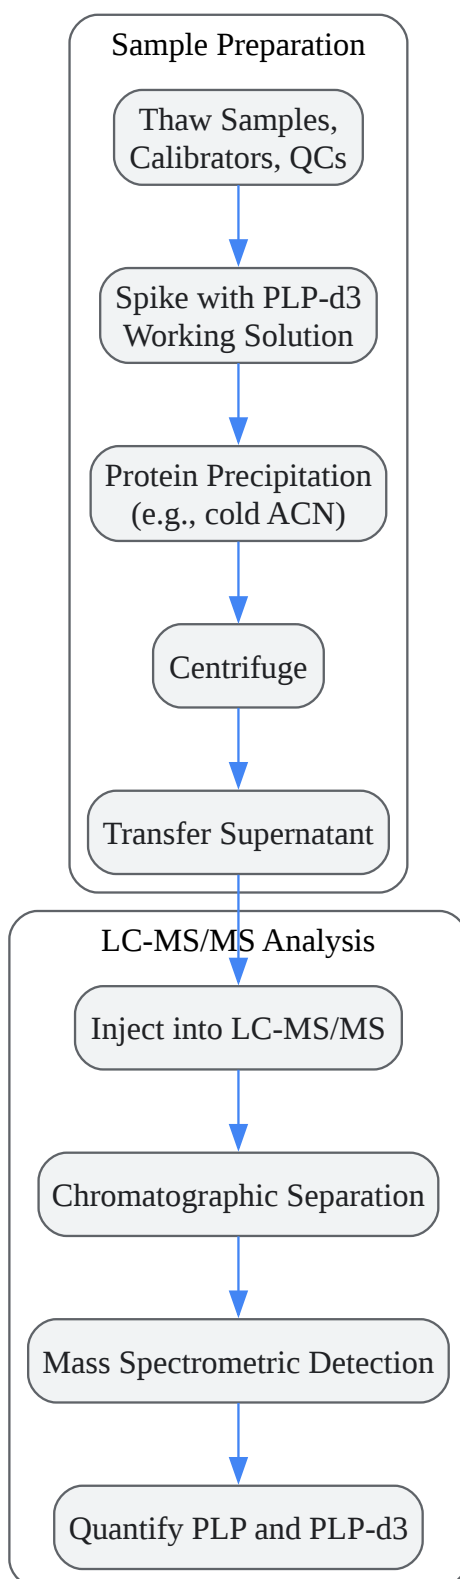 Sample Preparation
Thaw Samples,
Calibrators, QCs
Spike with PLP-d3
Working Solution
Protein Precipitation
(e.g., cold ACN)
Centrifuge
Transfer Supernatant
LC-MS/MS Analysis
Inject into LC-MS/MS
Chromatographic Separation
Mass Spectrometric Detection
Quantify PLP and PLP-d3